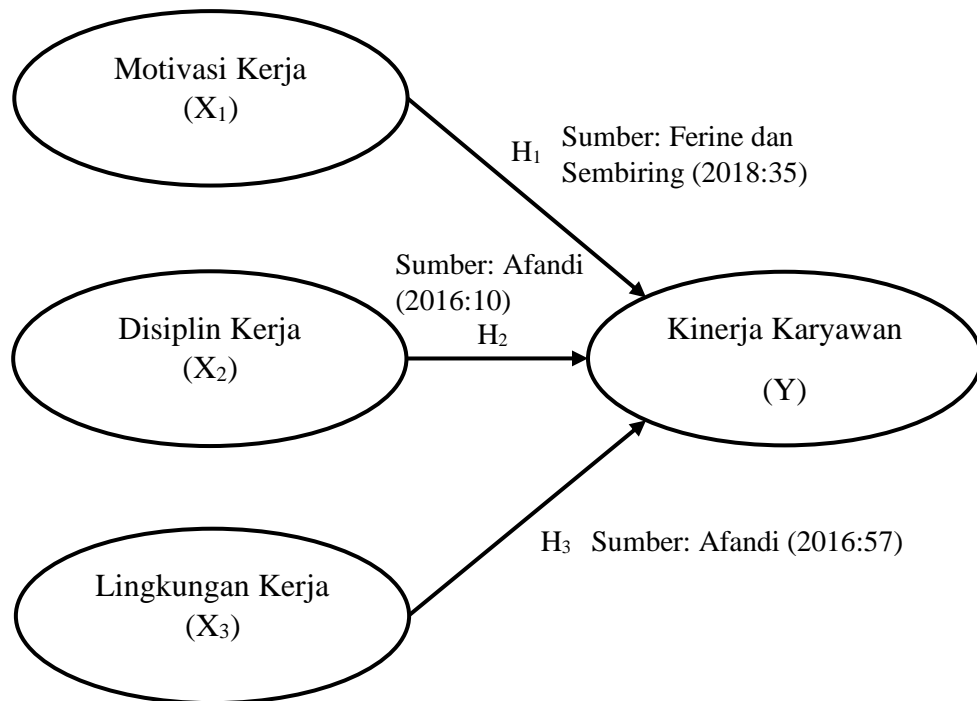 Motivasi Kerja
(X₁)
H₁ Sumber: Ferine dan
Sembiring (2018:35)
Sumber: Afandi
(2016:10)
H₂
Disiplin Kerja
(X₂)
Kinerja Karyawan
(Y)
H₃ Sumber: Afandi (2016:57)
Lingkungan Kerja
(X₃)